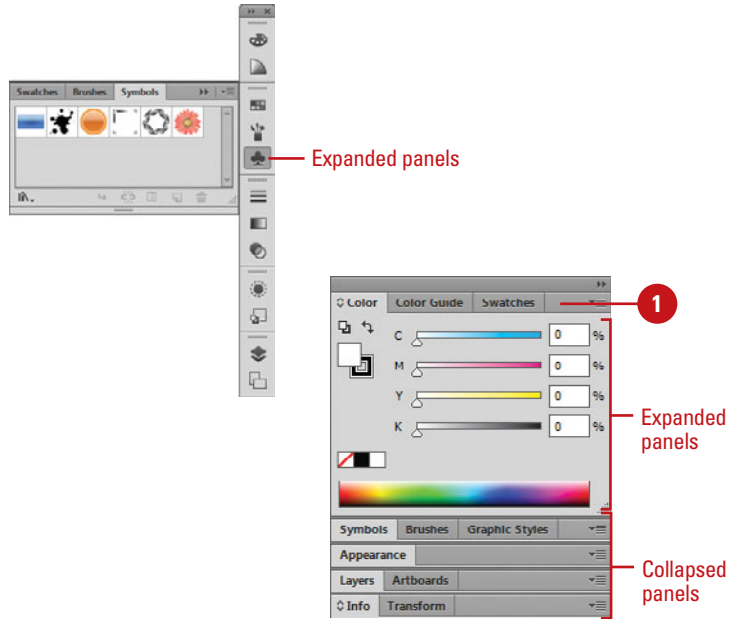 Swatches Brushes Symbols
Expanded panels
Color Color Guide Swatches
1
C 0 %
M 0 %
Y 0 %
K 0 %
Expanded
panels
Symbols Brushes Graphic Styles
Appearance
Layers Artboards
Info Transform
Collapsed
panels